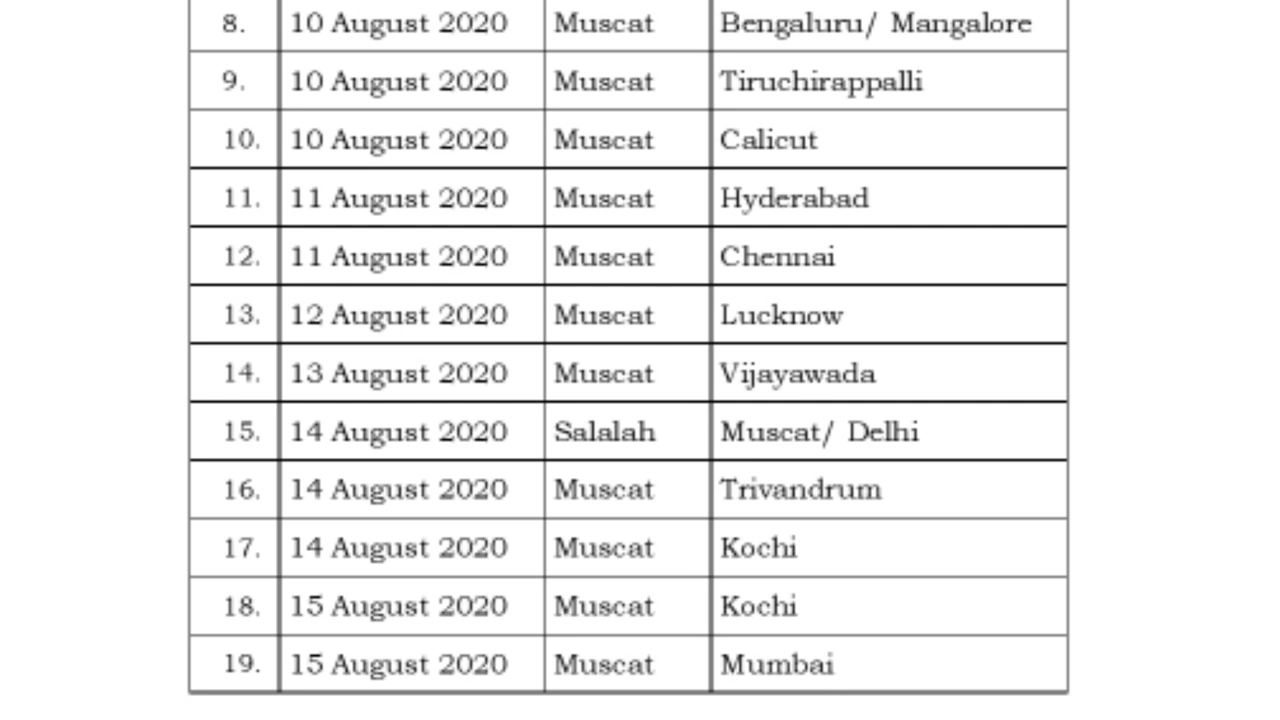 8. 10 August 2020 Muscat Bengaluru/ Mangalore
9. 10 August 2020 Muscat Tiruchirappalli
10. 10 August 2020 Muscat Calicut
11. 11 August 2020 Muscat Hyderabad
12. 11 August 2020 Muscat Chennai
13. 12 August 2020 Muscat Lucknow
14. 13 August 2020 Muscat Vijayawada
15. 14 August 2020 Salalah Muscat/ Delhi
16. 14 August 2020 Muscat Trivandrum
17. 14 August 2020 Muscat Kochi
18. 15 August 2020 Muscat Kochi
19. 15 August 2020 Muscat Mumbai